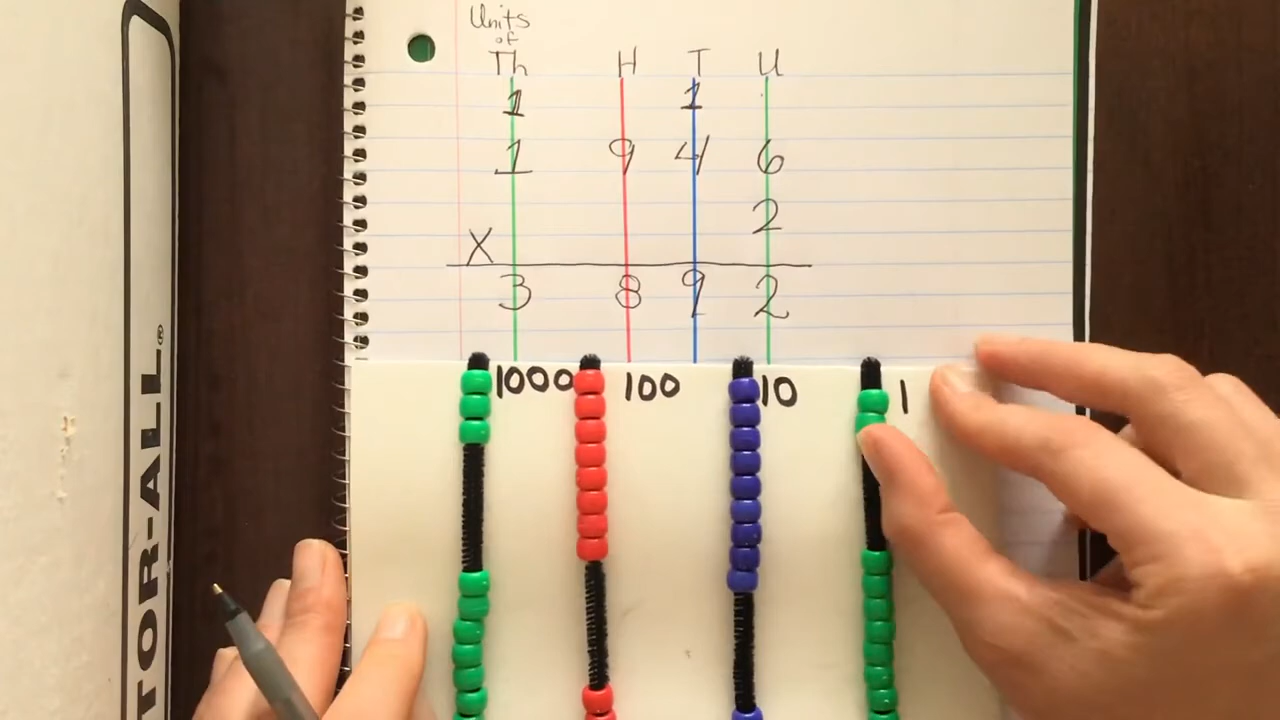 Units
of
Th H T U
1 1
1 9 4 6
2
X
3 8 9 2
1000 100 10 1
TOR-ALL®